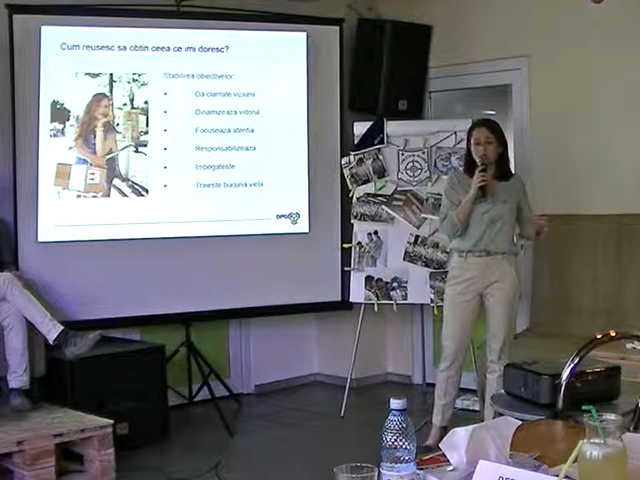 Cum reusesc sa obtin ceea ce imi doresc?
Stabilirea obiectivelor:
• Da claritate viziunii
• Dinamizeaza viitorul
• Focuseaza atentia
• Responsabilizeaza
• Imbogateste
• Traieste bucuria vietii